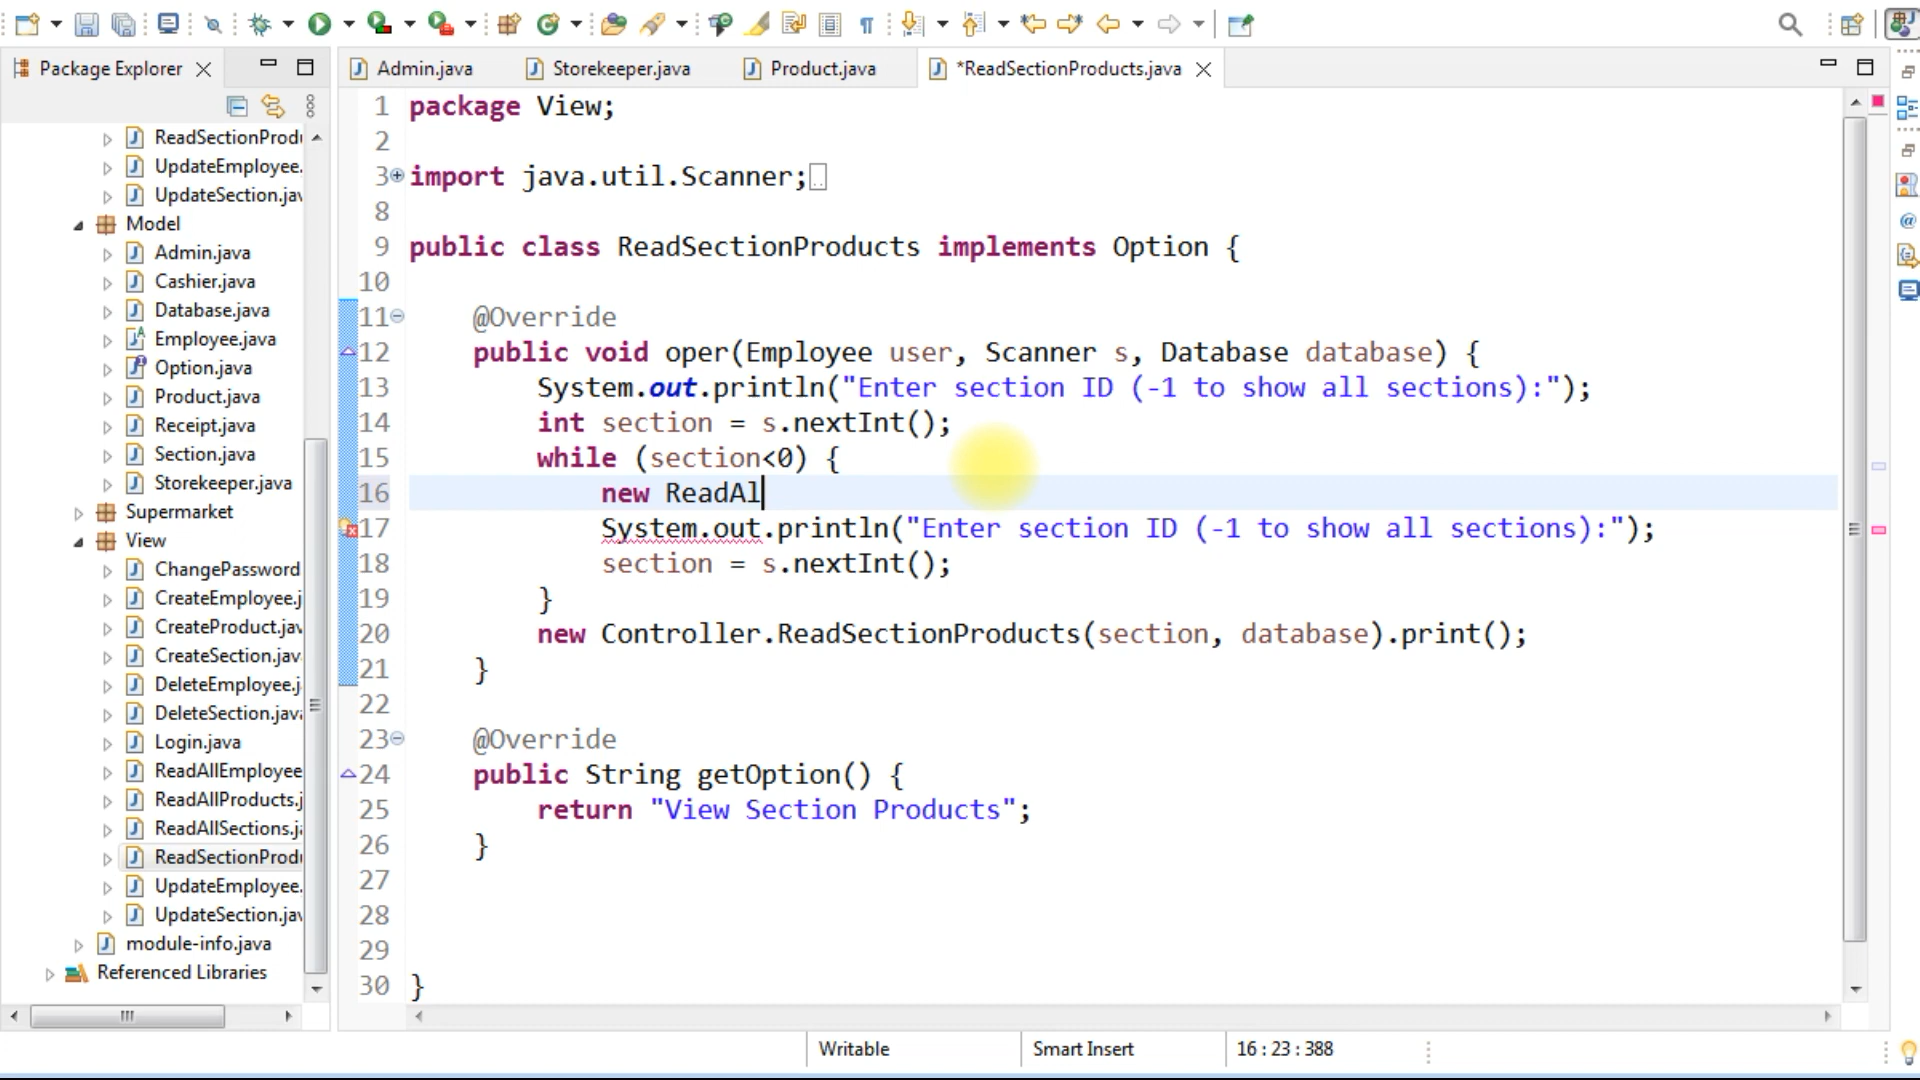 Package Explorer
Admin.java
Storekeeper.java
Product.java
*ReadSectionProducts.java
ReadSectionProdu
UpdateEmployee.
UpdateSection.jav
Model
Admin.java
Cashier.java
Database.java
Employee.java
Option.java
Product.java
Receipt.java
Section.java
Storekeeper.java
Supermarket
View
ChangePassword
CreateEmployee.j
CreateProduct.jav
CreateSection.jav
DeleteEmployee.j
DeleteSection.java
Login.java
ReadAllEmployee
ReadAllProducts.j
ReadAllSections.ja
ReadSectionProdu
UpdateEmployee.
UpdateSection.jav
module-info.java
Referenced Libraries
1 package View;
2
3 import java.util.Scanner;
8
9 public class ReadSectionProducts implements Option {
10
11 @Override
12 public void oper(Employee user, Scanner s, Database database) {
13 System.out.println("Enter section ID (-1 to show all sections):");
14 int section = s.nextInt();
15 while (section<0) {
16 new ReadAl
17 System.out.println("Enter section ID (-1 to show all sections):");
18 section = s.nextInt();
19 }
20 new Controller.ReadSectionProducts(section, database).print();
21 }
22
23 @Override
24 public String getOption() {
25 return "View Section Products";
26 }
27
28
29
30 }
Writable
Smart Insert
16 : 23 : 388